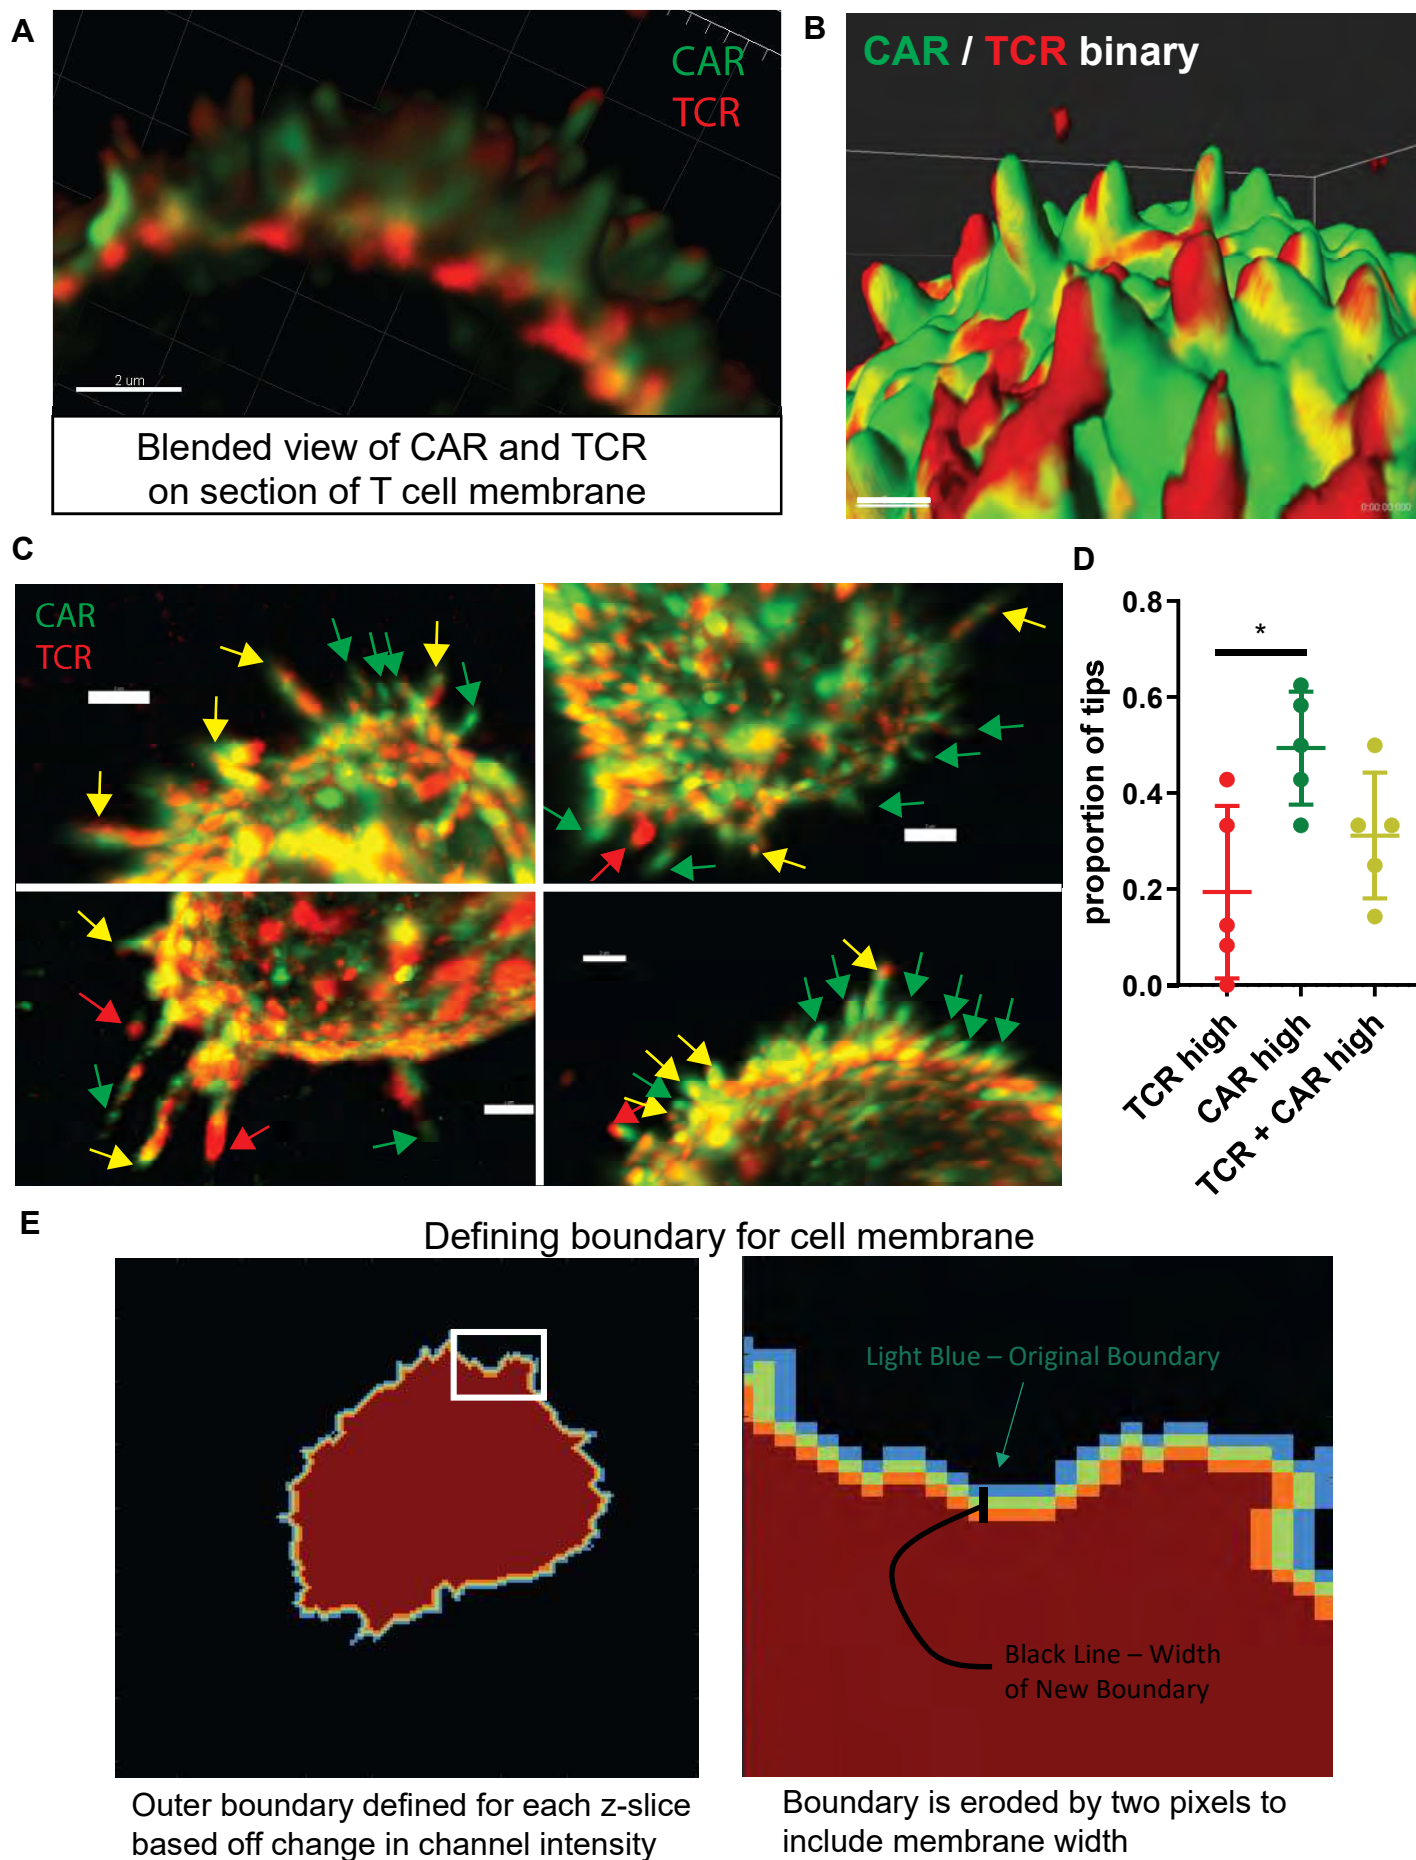 A
CAR
TCR
2 um
Blended view of CAR and TCR
on section of T cell membrane
B
CAR / TCR binary
0:00:00.000
C
CAR
TCR
D
0.8
0.6
0.4
0.2
0.0
proportion of tips
*
TCR high
CAR high
TCR + CAR high
E
Defining boundary for cell membrane
Light Blue – Original Boundary
Black Line – Width
of New Boundary
Outer boundary defined for each z-slice
based off change in channel intensity
Boundary is eroded by two pixels to
include membrane width